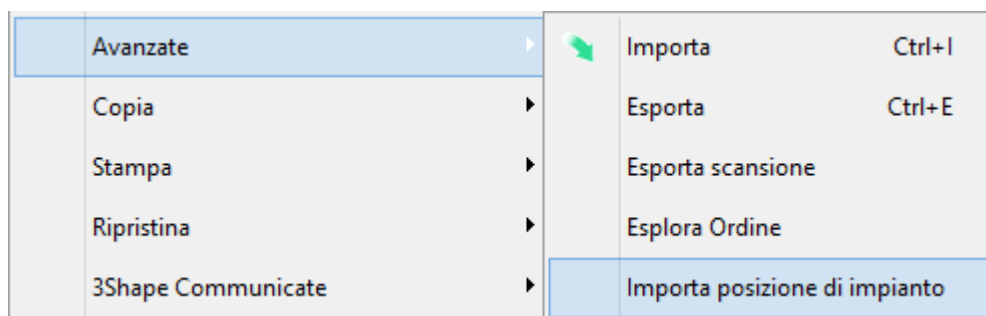 Avanzate
Copia
Stampa
Ripristina
3Shape Communicate
Importa Ctrl+I
Esporta Ctrl+E
Esporta scansione
Esplora Ordine
Importa posizione di impianto